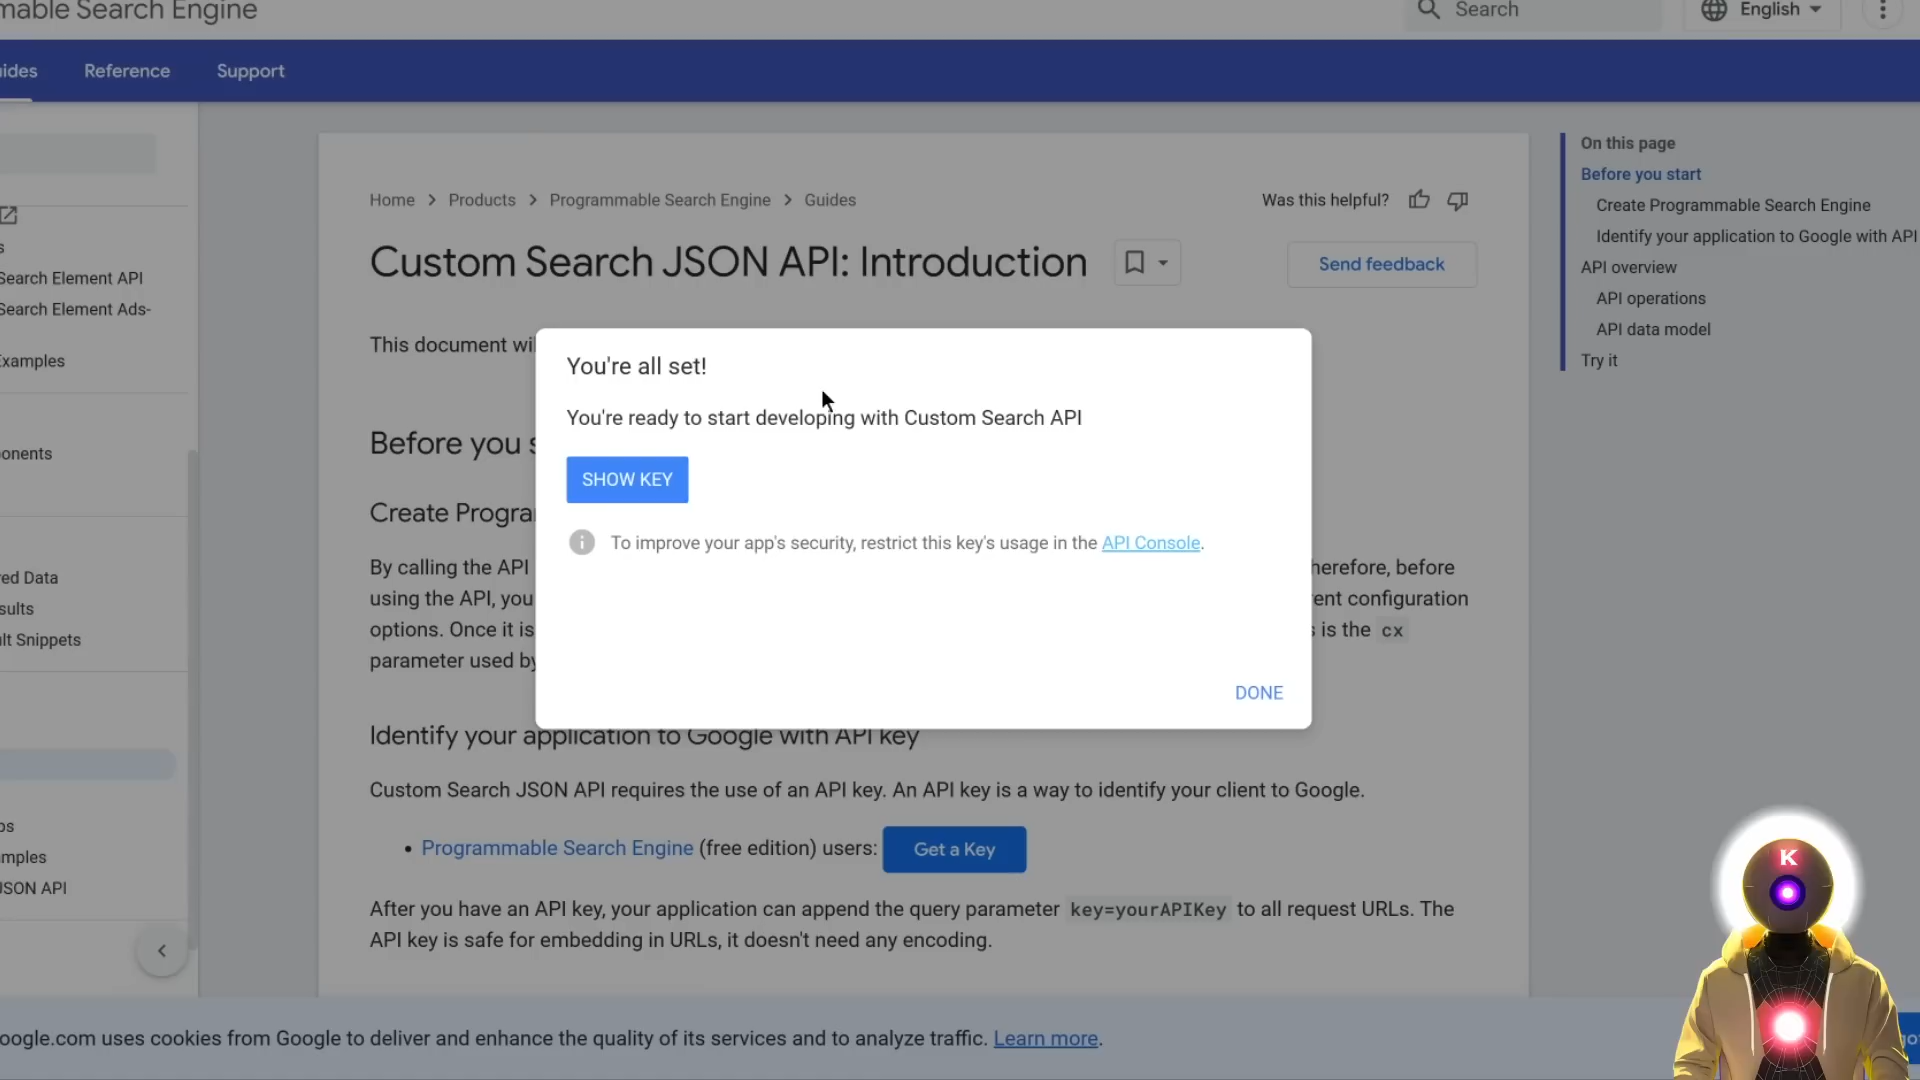 mable Search Engine
Search
English
uides
Reference
Support
Search Element API
Search Element Ads-
Examples
onents
red Data
sults
ult Snippets
ps
mples
JSON API
Home > Products > Programmable Search Engine > Guides
Was this helpful?
Custom Search JSON API: Introduction
Send feedback
This document wil
Before you s
Create Progra
By calling the API
herefore, before
using the API, you
ent configuration
options. Once it is
s is the cx
parameter used by
You're all set!
You're ready to start developing with Custom Search API
SHOW KEY
To improve your app's security, restrict this key's usage in the API Console.
DONE
Identify your application to Google with API key
Custom Search JSON API requires the use of an API key. An API key is a way to identify your client to Google.
• Programmable Search Engine (free edition) users: Get a Key
After you have an API key, your application can append the query parameter key=yourAPIKey to all request URLs. The
API key is safe for embedding in URLs, it doesn't need any encoding.
On this page
Before you start
Create Programmable Search Engine
Identify your application to Google with API
API overview
API operations
API data model
Try it
K
oogle.com uses cookies from Google to deliver and enhance the quality of its services and to analyze traffic. Learn more.